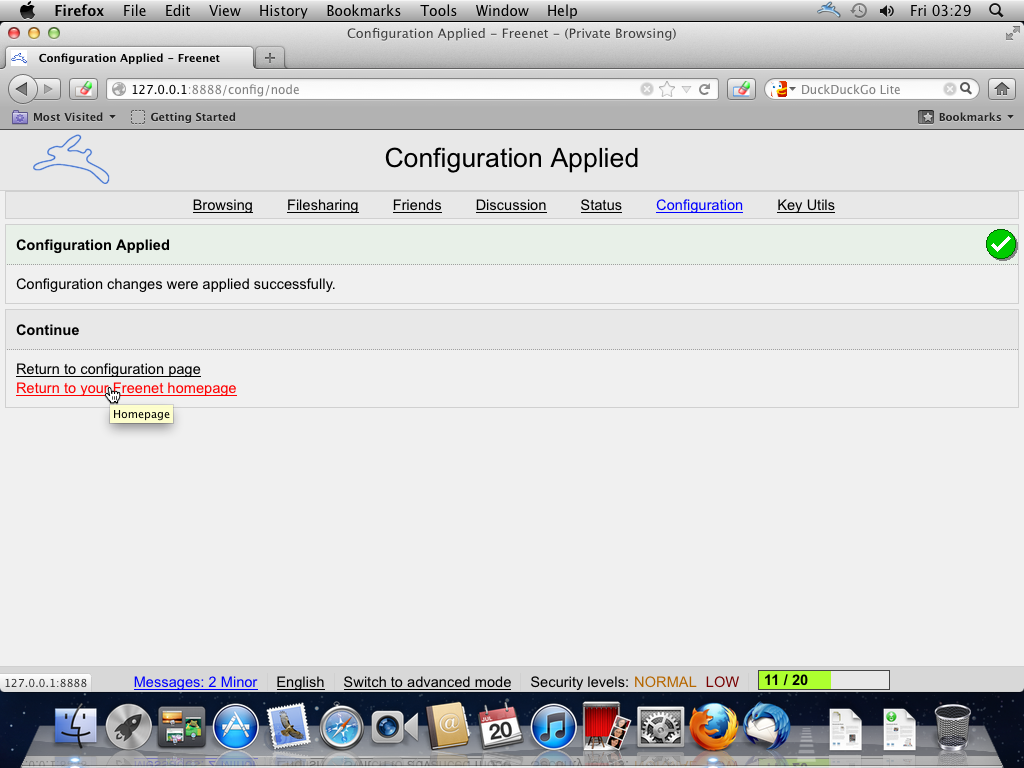 Firefox File Edit View History Bookmarks Tools Window Help Fri 03:29
Configuration Applied – Freenet – (Private Browsing)
Configuration Applied – Freenet
127.0.0.1:8888/config/node DuckDuckGo Lite
Most Visited Getting Started Bookmarks
Configuration Applied
Browsing Filesharing Friends Discussion Status Configuration Key Utils
Configuration Applied
Configuration changes were applied successfully.
Continue
Return to configuration page
Return to your Freenet homepage
Homepage
127.0.0.1:8888 Messages: 2 Minor English Switch to advanced mode Security levels: NORMAL LOW 11 / 20
JUL
20